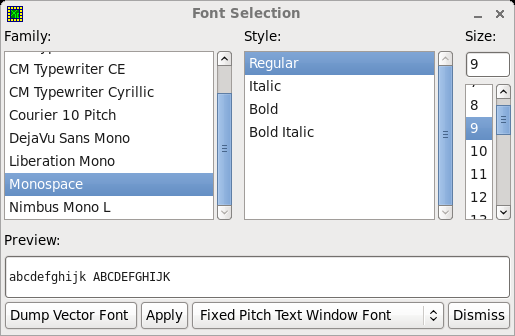 Font Selection
Family:
Style:
Size:
CM Typewriter CE
CM Typewriter Cyrillic
Courier 10 Pitch
DejaVu Sans Mono
Liberation Mono
Monospace
Nimbus Mono L
Regular
Italic
Bold
Bold Italic
9
8
9
10
11
12
Preview:
abcdefghijk ABCDEFGHIJK
Dump Vector Font
Apply
Fixed Pitch Text Window Font
Dismiss